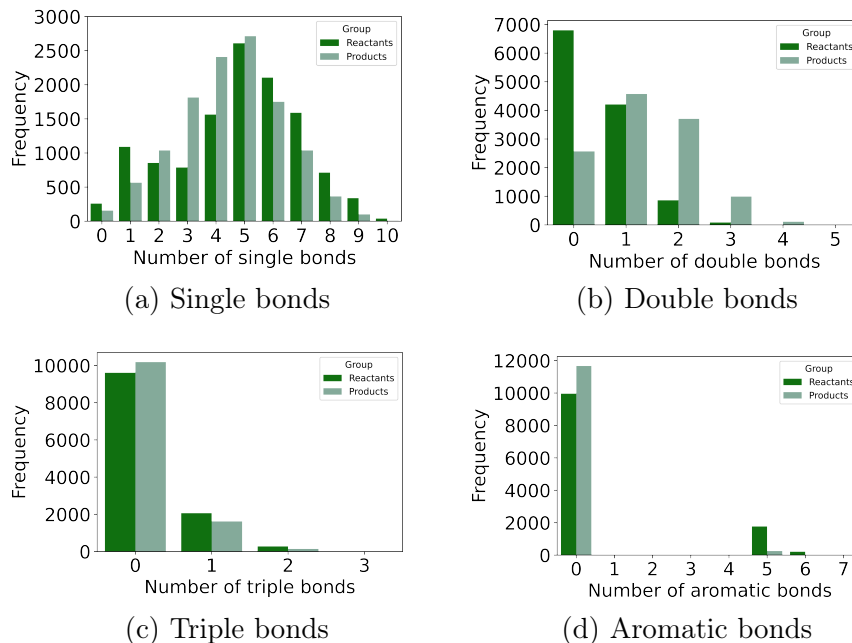 3000
2500
2000
1500
1000
500
0
Frequency
Group
Reactants
Products
0 1 2 3 4 5 6 7 8 9 10
Number of single bonds
(a) Single bonds
7000
6000
5000
4000
3000
2000
1000
0
Frequency
Group
Reactants
Products
0 1 2 3 4 5
Number of double bonds
(b) Double bonds
10000
8000
6000
4000
2000
0
Frequency
Group
Reactants
Products
0 1 2 3
Number of triple bonds
(c) Triple bonds
12000
10000
8000
6000
4000
2000
0
Frequency
Group
Reactants
Products
0 1 2 3 4 5 6 7
Number of aromatic bonds
(d) Aromatic bonds